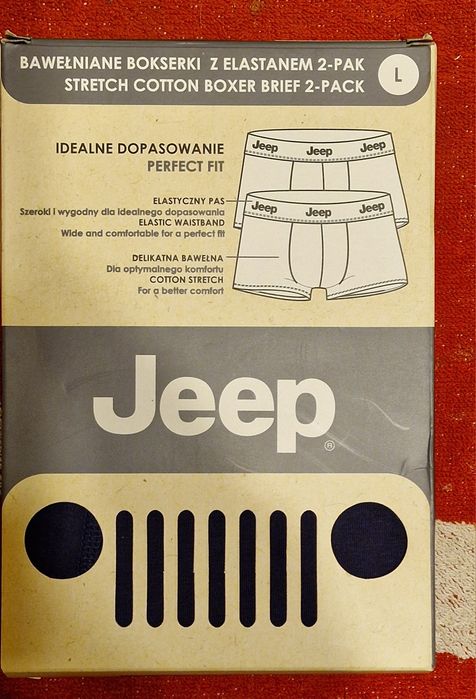 BAWEŁNIANE BOKSERKI Z ELASTANEM 2-PAK
STRETCH COTTON BOXER BRIEF 2-PACK
L
IDEALNE DOPASOWANIE
PERFECT FIT
Jeep Jeep Jeep
ELASTYCZNY PAS
Szeroki i wygodny dla idealnego dopasowania
ELASTIC WAISTBAND
Wide and comfortable for a perfect fit
Jeep Jeep Jeep
DELIKATNA BAWEŁNA
Dla optymalnego komfortu
COTTON STRETCH
For a better comfort
Jeep®